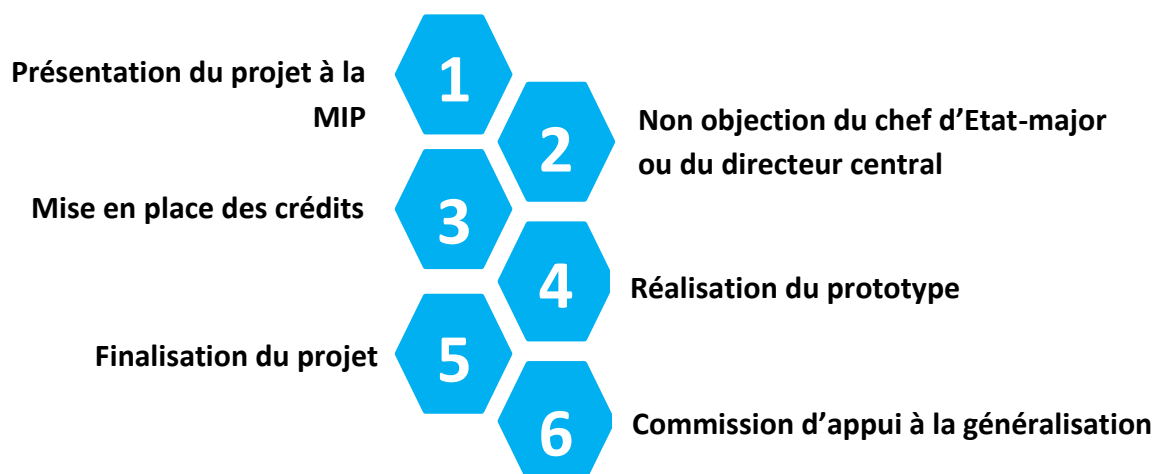 1
Présentation du projet à la
MIP
2
Non objection du chef d'Etat-major
ou du directeur central
3
Mise en place des crédits
4
Réalisation du prototype
5
Finalisation du projet
6
Commission d'appui à la généralisation